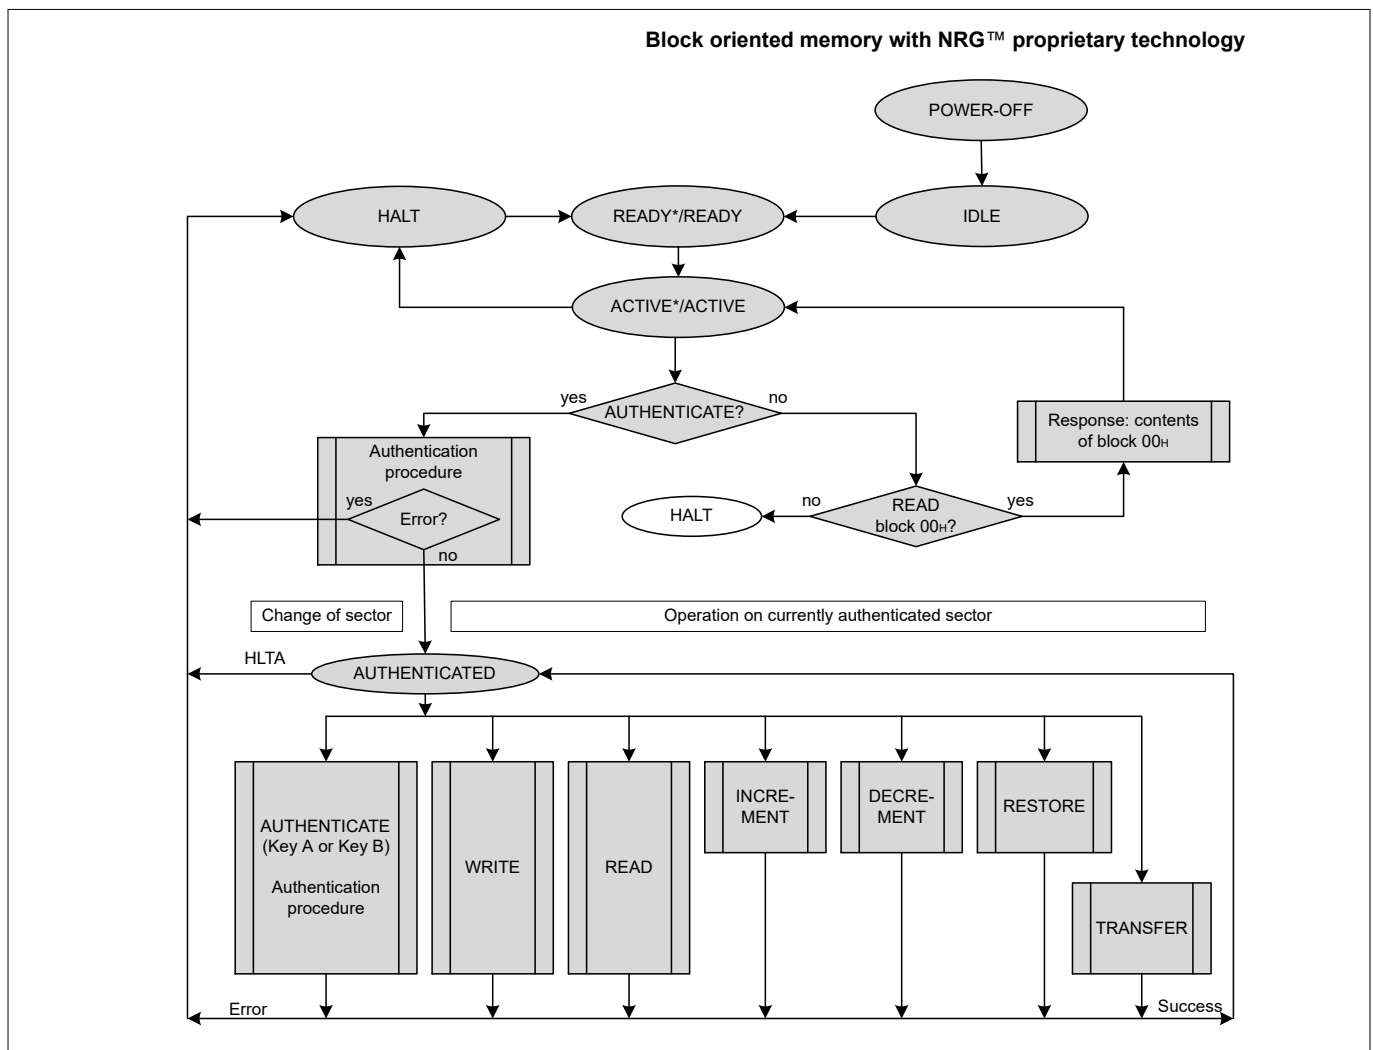 Block oriented memory with NRG™ proprietary technology
POWER-OFF
HALT
READY*/READY
IDLE
ACTIVE*/ACTIVE
yes
AUTHENTICATE?
no
Response: contents
of block 00H
Authentication
procedure
yes
Error?
no
HALT
no
READ
block 00H?
yes
Change of sector
Operation on currently authenticated sector
HLTA
AUTHENTICATED
AUTHENTICATE
(Key A or Key B)
Authentication
procedure
WRITE
READ
INCRE-
MENT
DECRE-
MENT
RESTORE
TRANSFER
Error
Success